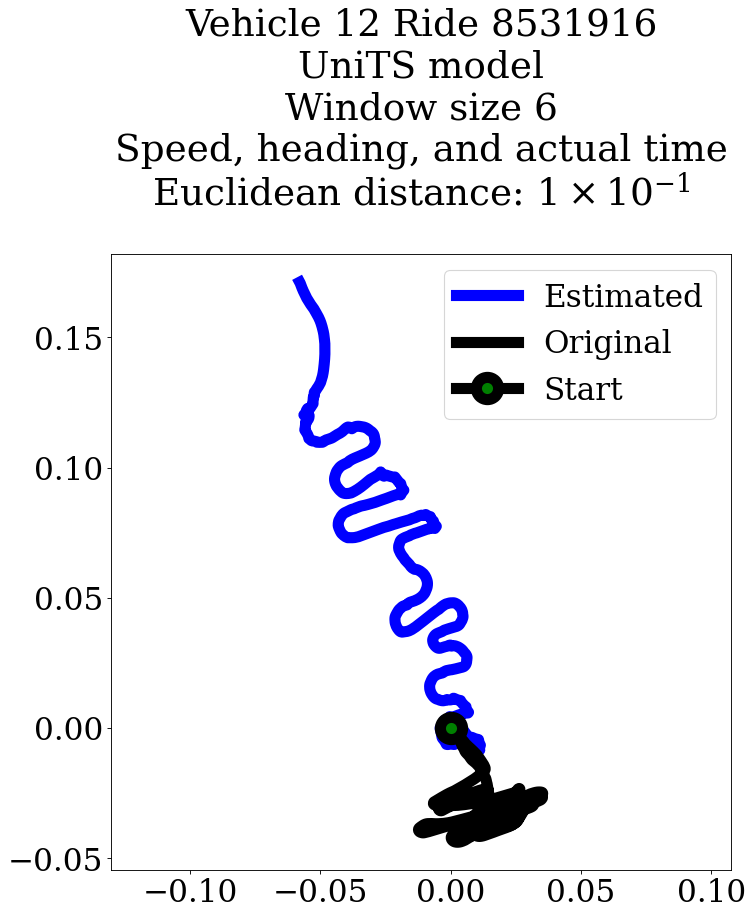 Vehicle 12 Ride 8531916
UniTS model
Window size 6
Speed, heading, and actual time
Euclidean distance: 1 × 10⁻¹
Estimated
Original
Start
0.15
0.10
0.05
0.00
−0.05
−0.10 −0.05 0.00 0.05 0.10